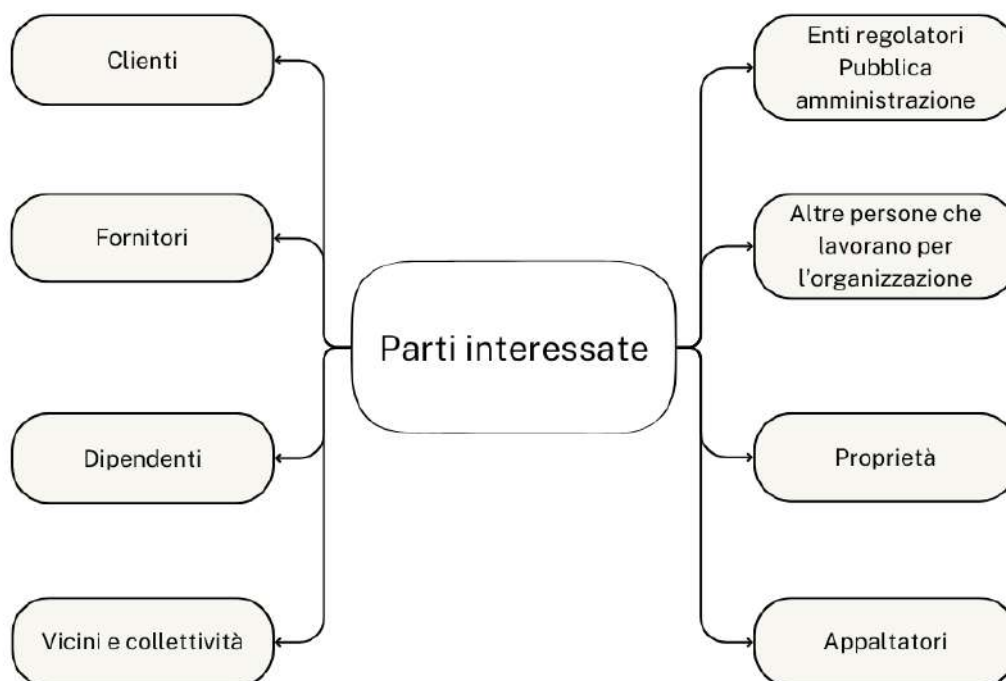 Clienti
Fornitori
Dipendenti
Vicini e collettività
Parti interessate
Enti regolatori
Pubblica
amministrazione
Altre persone che
lavorano per
l'organizzazione
Proprietà
Appaltatori